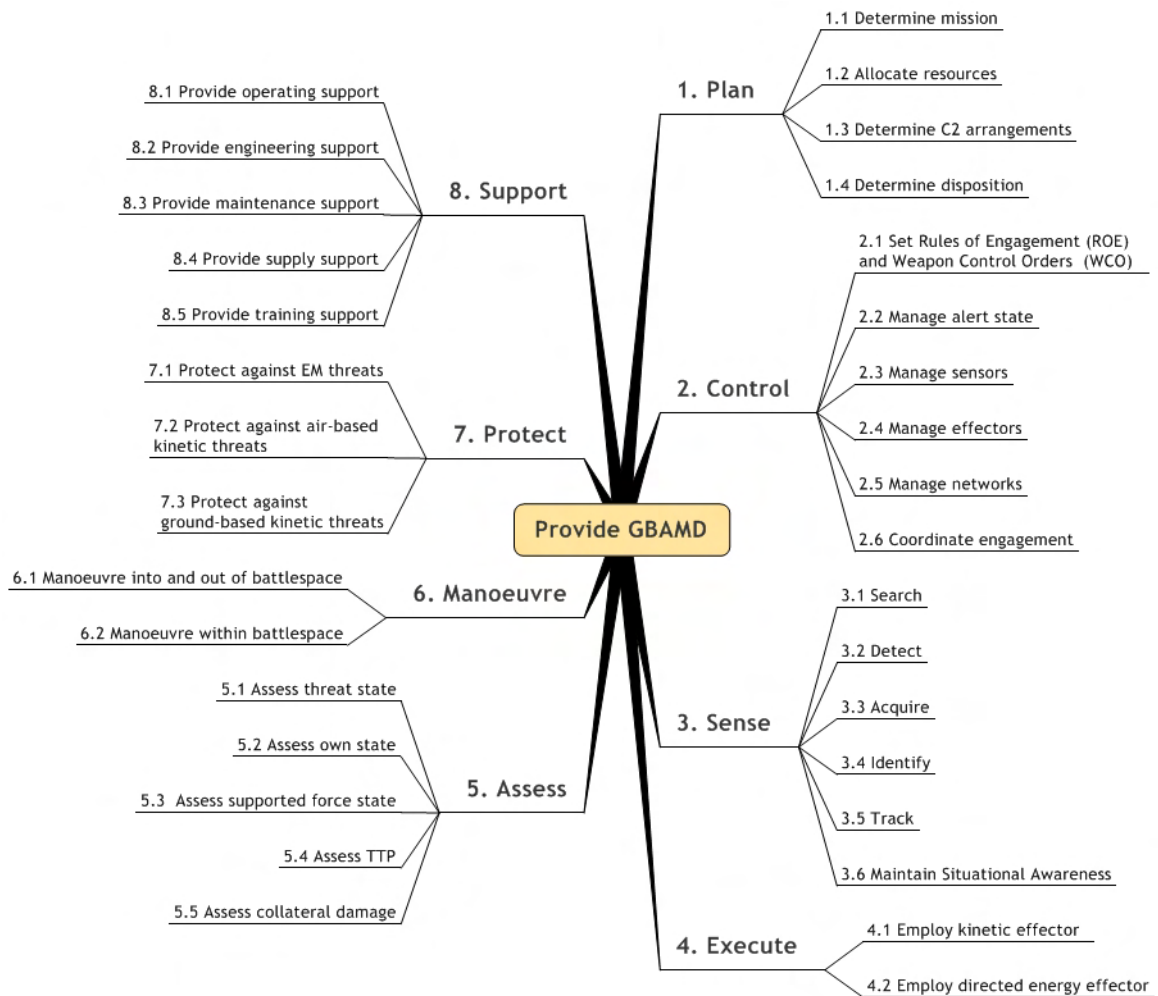 Provide GBAMD
1. Plan
1.1 Determine mission
1.2 Allocate resources
1.3 Determine C2 arrangements
1.4 Determine disposition
2. Control
2.1 Set Rules of Engagement (ROE)
and Weapon Control Orders (WCO)
2.2 Manage alert state
2.3 Manage sensors
2.4 Manage effectors
2.5 Manage networks
2.6 Coordinate engagement
3. Sense
3.1 Search
3.2 Detect
3.3 Acquire
3.4 Identify
3.5 Track
3.6 Maintain Situational Awareness
4. Execute
4.1 Employ kinetic effector
4.2 Employ directed energy effector
5. Assess
5.1 Assess threat state
5.2 Assess own state
5.3 Assess supported force state
5.4 Assess TTP
5.5 Assess collateral damage
6. Manoeuvre
6.1 Manoeuvre into and out of battlespace
6.2 Manoeuvre within battlespace
7. Protect
7.1 Protect against EM threats
7.2 Protect against air-based
kinetic threats
7.3 Protect against
ground-based kinetic threats
8. Support
8.1 Provide operating support
8.2 Provide engineering support
8.3 Provide maintenance support
8.4 Provide supply support
8.5 Provide training support